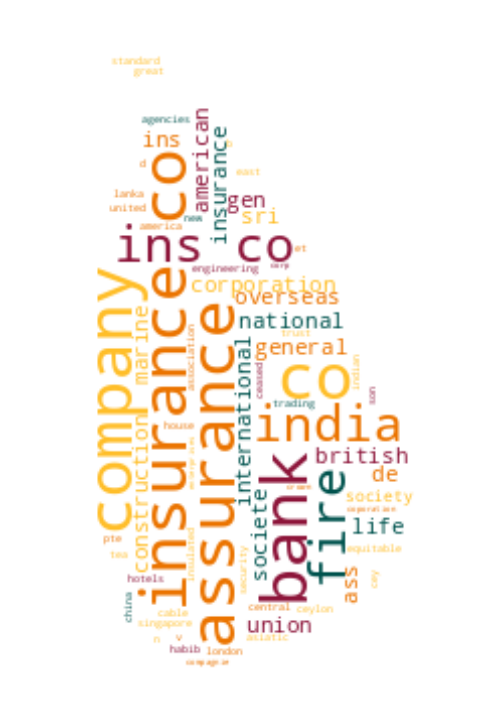 standard
great
agencies
american
ins
insurance
b
co
d
east
lanka
gen
united
new
sri
america
ins co
et
engineering
corp
company
insurance
corporation
overseas
assurance
marine
national
association
trust
international
general
indian
co
ceased
son
trading
india
construction
house
british
bank
fire
de
societe
society
corporation
life
pte
tea
insulated
security
equitable
ass
cey
hotels
china
central
ceylon
cable
singapore
union
n
v
asiatic
habib
london
compagnie